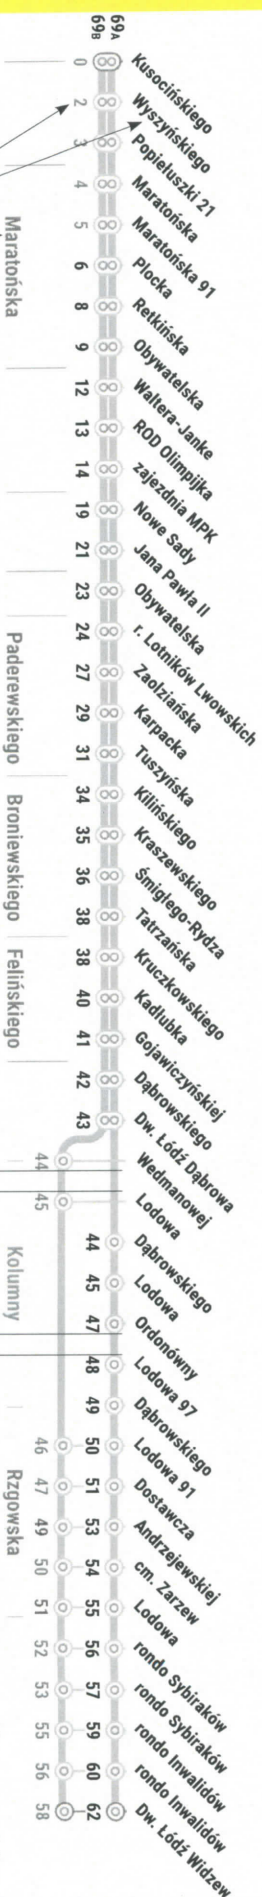 69A
69B
0 Kusocińskiego
2 Wyszyńskiego
3 Popiełuszki 21
4 Maratońska
5 Maratońska 91
6 Płocka
8 Retkińska
9 Obywatelska
12 Waltera-Janke
13 ROD Olimpijka
14 zajezdnia MPK
19 Nowe Sady
21 Jana Pawła II
23 Obywatelska
24 r. Lotników Lwowskich
27 Zaolziańska
29 Karpacka
31 Tuszyńska
34 Kilińskiego
35 Kraszewskiego
36 Śmigłego-Rydza
38 Tatrzańska
38 Kruczkowskiego
40 Kadłubka
41 Gojawiczyńskiej
42 Dąbrowskiego
43 Dw. Łódź Dąbrowa
44 Wedmanowej
45 Lodowa
44 Dąbrowskiego
45 Lodowa
47 Ordonówny
48 Lodowa 97
49 Dąbrowskiego
46 50 Lodowa 91
47 51 Dostawcza
49 53 Andrzejewskiej
50 54 cm. Zarzew
51 55 Lodowa
52 56 rondo Sybiraków
53 57 rondo Sybiraków
55 59 rondo Inwalidów
56 60 rondo Inwalidów
58 62 Dw. Łódź Widzew
Maratońska
Paderewskiego
Broniewskiego
Felińskiego
Kolumny
Rzgowska